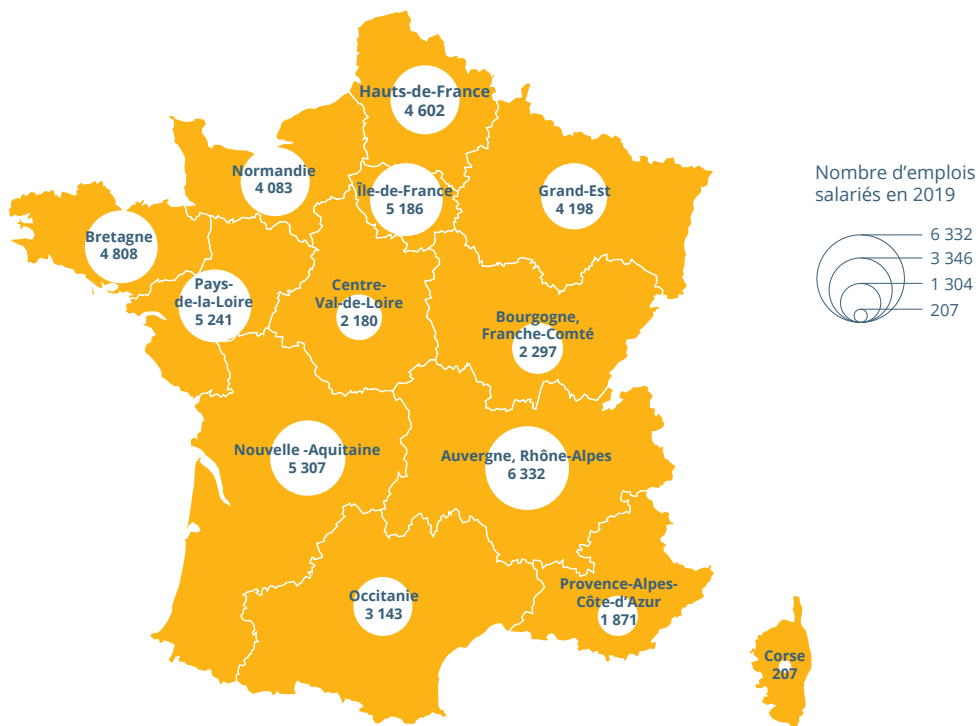 Hauts-de-France
4 602
Normandie
4 083
Île-de-France
5 186
Grand-Est
4 198
Bretagne
4 808
Pays-
de-la-Loire
5 241
Centre-
Val-de-Loire
2 180
Bourgogne,
Franche-Comté
2 297
Nouvelle -Aquitaine
5 307
Auvergne, Rhône-Alpes
6 332
Occitanie
3 143
Provence-Alpes-
Côte-d’Azur
1 871
Corse
207
Nombre d’emplois
salariés en 2019
6 332
3 346
1 304
207